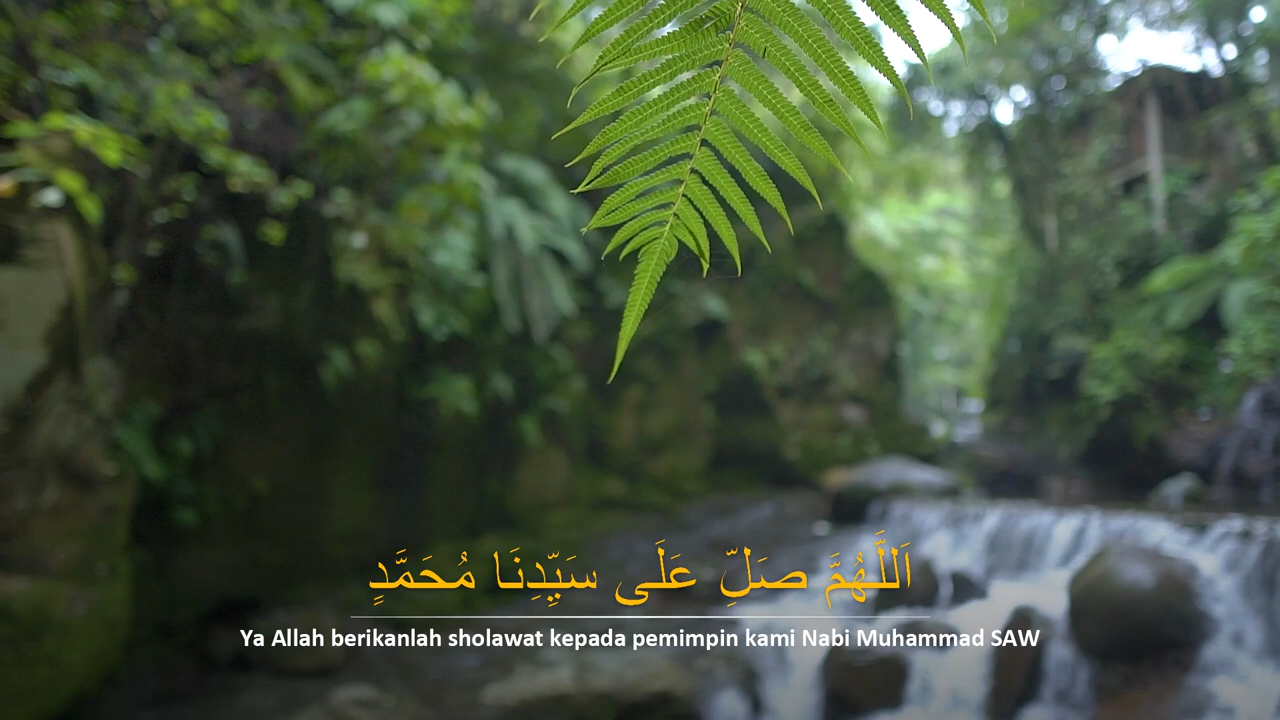 اَللَّهُمَّ صَلِّ عَلَى سَيِّدِنَا مُحَمَّدٍ
Ya Allah berikanlah sholawat kepada pemimpin kami Nabi Muhammad SAW